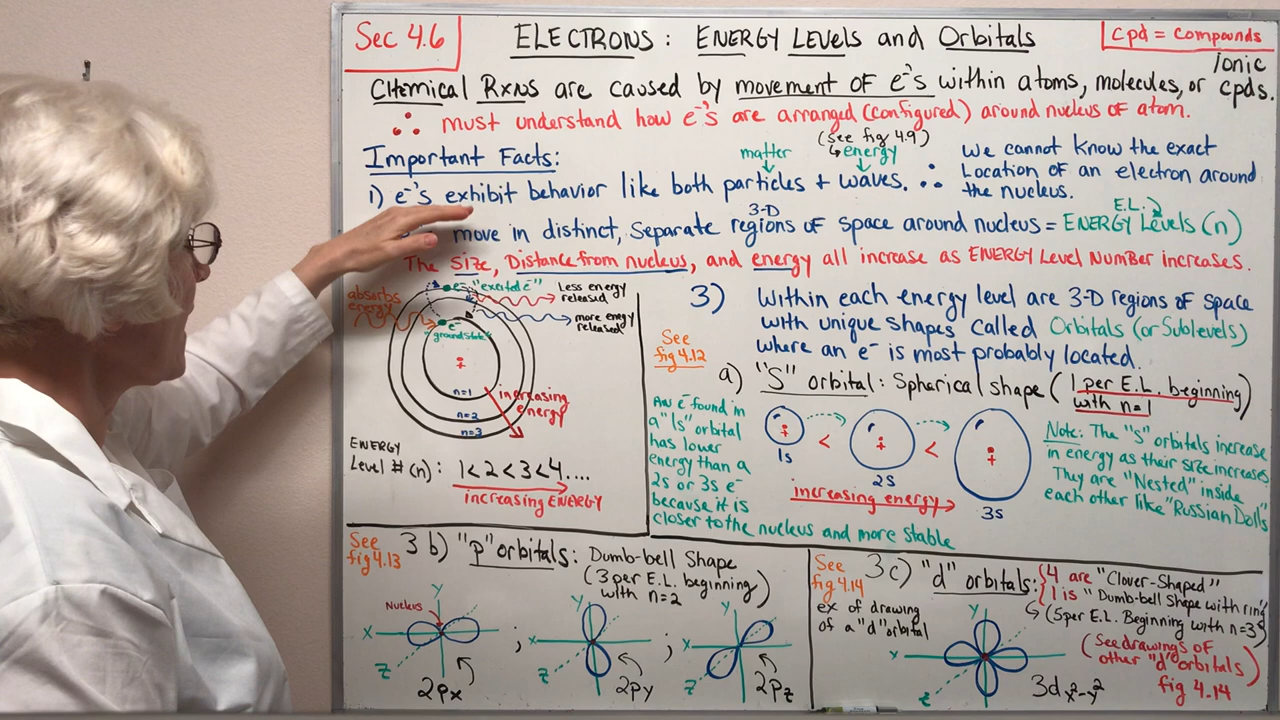 Sec 4.6
ELECTRONS: ENERGY LEVELS and Orbitals
Cpd = Compounds
Ionic
CHEMical RXNS are caused by movement of e⁻'s within atoms, molecules, or cpds.
∴ must understand how e⁻'s are arranged (configured) around nucleus of atom.
(See fig 4.9)
Important Facts:
matter
↳ energy
1) e⁻'s exhibit behavior like both particles + waves. ∴
We cannot know the exact
Location of an electron around
the nucleus.
3-D
E.L.
move in distinct, Separate regions of space around nucleus = ENERGY Levels (n)
The Size, Distance from nucleus, and energy all increase as ENERGY Level NumBer increases.
absorbs
energy
e⁻ "excited e⁻"
Less energy
released
more enegy
released
e⁻
ground state
+
n=1
n=2
n=3
increasing
energy
ENERGY
Level # (n): 1<2<3<4....
increasing ENERGY
3) Within each energy level are 3-D regions of space
with unique shapes called Orbitals (or Sublevels)
where an e⁻ is most probably located.
See
fig 4.12
a) "S" orbital: Spherical shape (1 per E.L. beginning
with n=1)
An e⁻ found in
a "1s" orbital
has lower
energy than a
2s or 3s e⁻
because it is
closer to the nucleus and more stable
+ < + < +
1s
2s
3s
increasing energy
Note: The "s" orbitals increase
in energy as their size increases
They are "Nested" inside
each other like "Russian Dolls"
See
fig 4.13
3 b) "p" orbitals: Dumb-bell Shape
(3 per E.L. beginning
with n=2)
Nucleus
Y
X
Z
2px
;
Y
X
Z
2py
;
Y
X
Z
2pz
See
fig 4.14
3c) "d" orbitals: {4 are "Clover-Shaped"
{1 is "Dumb-bell Shape with ring"
(5 per E.L. Beginning with n=3)
ex of drawing
of a "d" orbital
Y
X
Z
3d x²-y²
(See drawings of
other "d" orbitals)
fig 4.14